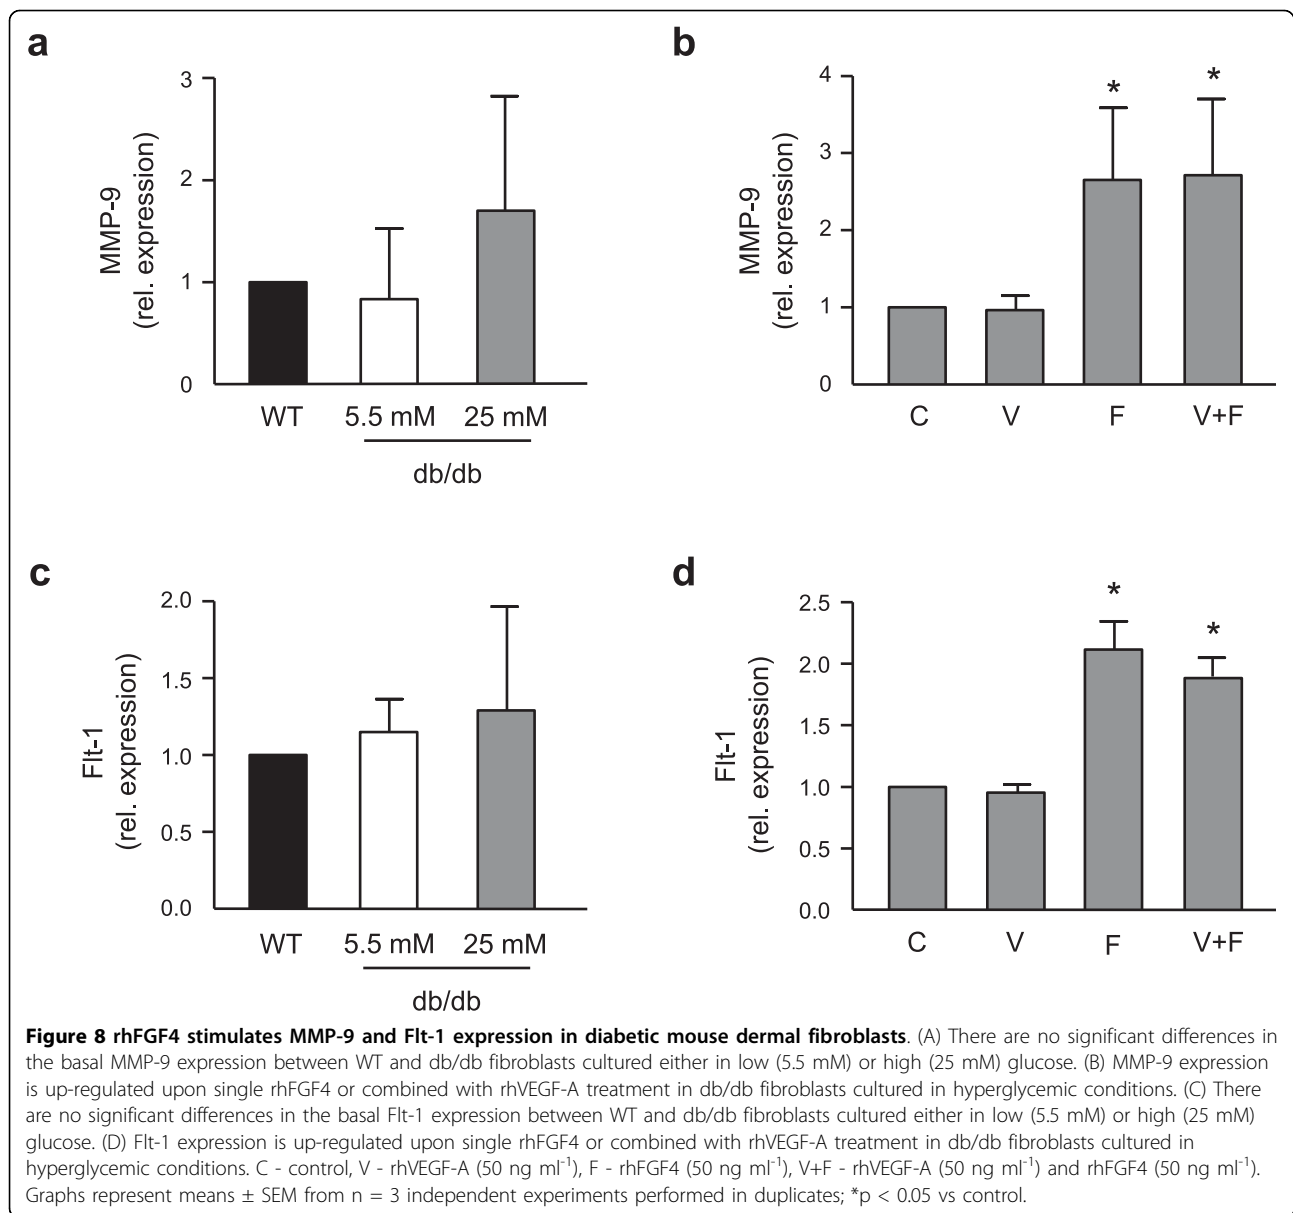 a
3
2
1
0
MMP-9
(rel. expression)
WT
5.5 mM
25 mM
db/db
b
4
3
2
1
0
MMP-9
(rel. expression)
*
*
C
V
F
V+F
c
2.0
1.5
1.0
0.5
0.0
Flt-1
(rel. expression)
WT
5.5 mM
25 mM
db/db
d
2.5
2.0
1.5
1.0
0.5
0.0
Flt-1
(rel. expression)
*
*
C
V
F
V+F
Figure 8 rhFGF4 stimulates MMP-9 and Flt-1 expression in diabetic mouse dermal fibroblasts. (A) There are no significant differences in
the basal MMP-9 expression between WT and db/db fibroblasts cultured either in low (5.5 mM) or high (25 mM) glucose. (B) MMP-9 expression
is up-regulated upon single rhFGF4 or combined with rhVEGF-A treatment in db/db fibroblasts cultured in hyperglycemic conditions. (C) There
are no significant differences in the basal Flt-1 expression between WT and db/db fibroblasts cultured either in low (5.5 mM) or high (25 mM)
glucose. (D) Flt-1 expression is up-regulated upon single rhFGF4 or combined with rhVEGF-A treatment in db/db fibroblasts cultured in
hyperglycemic conditions. C - control, V - rhVEGF-A (50 ng ml⁻¹), F - rhFGF4 (50 ng ml⁻¹), V+F - rhVEGF-A (50 ng ml⁻¹) and rhFGF4 (50 ng ml⁻¹).
Graphs represent means ± SEM from n = 3 independent experiments performed in duplicates; *p < 0.05 vs control.